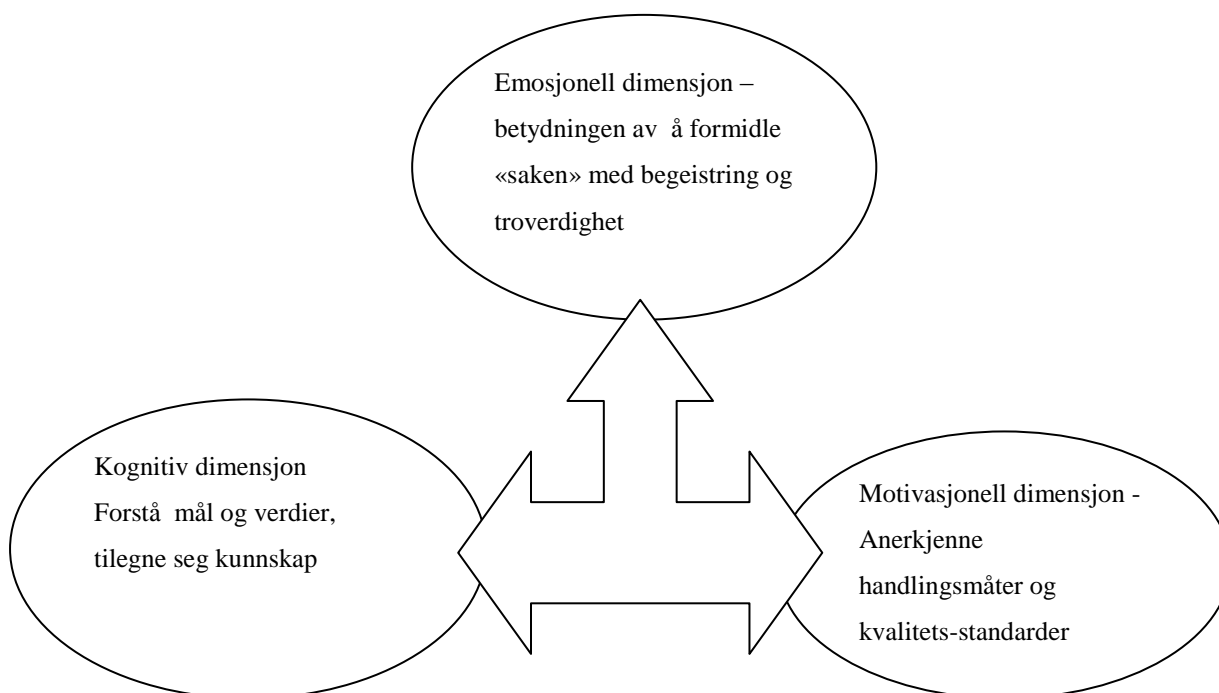 Emosjonell dimensjon –
betydningen av å formidle
«saken» med begeistring og
troverdighet
Kognitiv dimensjon
Forstå mål og verdier,
tilegne seg kunnskap
Motivasjonell dimensjon -
Anerkjenne
handlingsmåter og
kvalitets-standarder